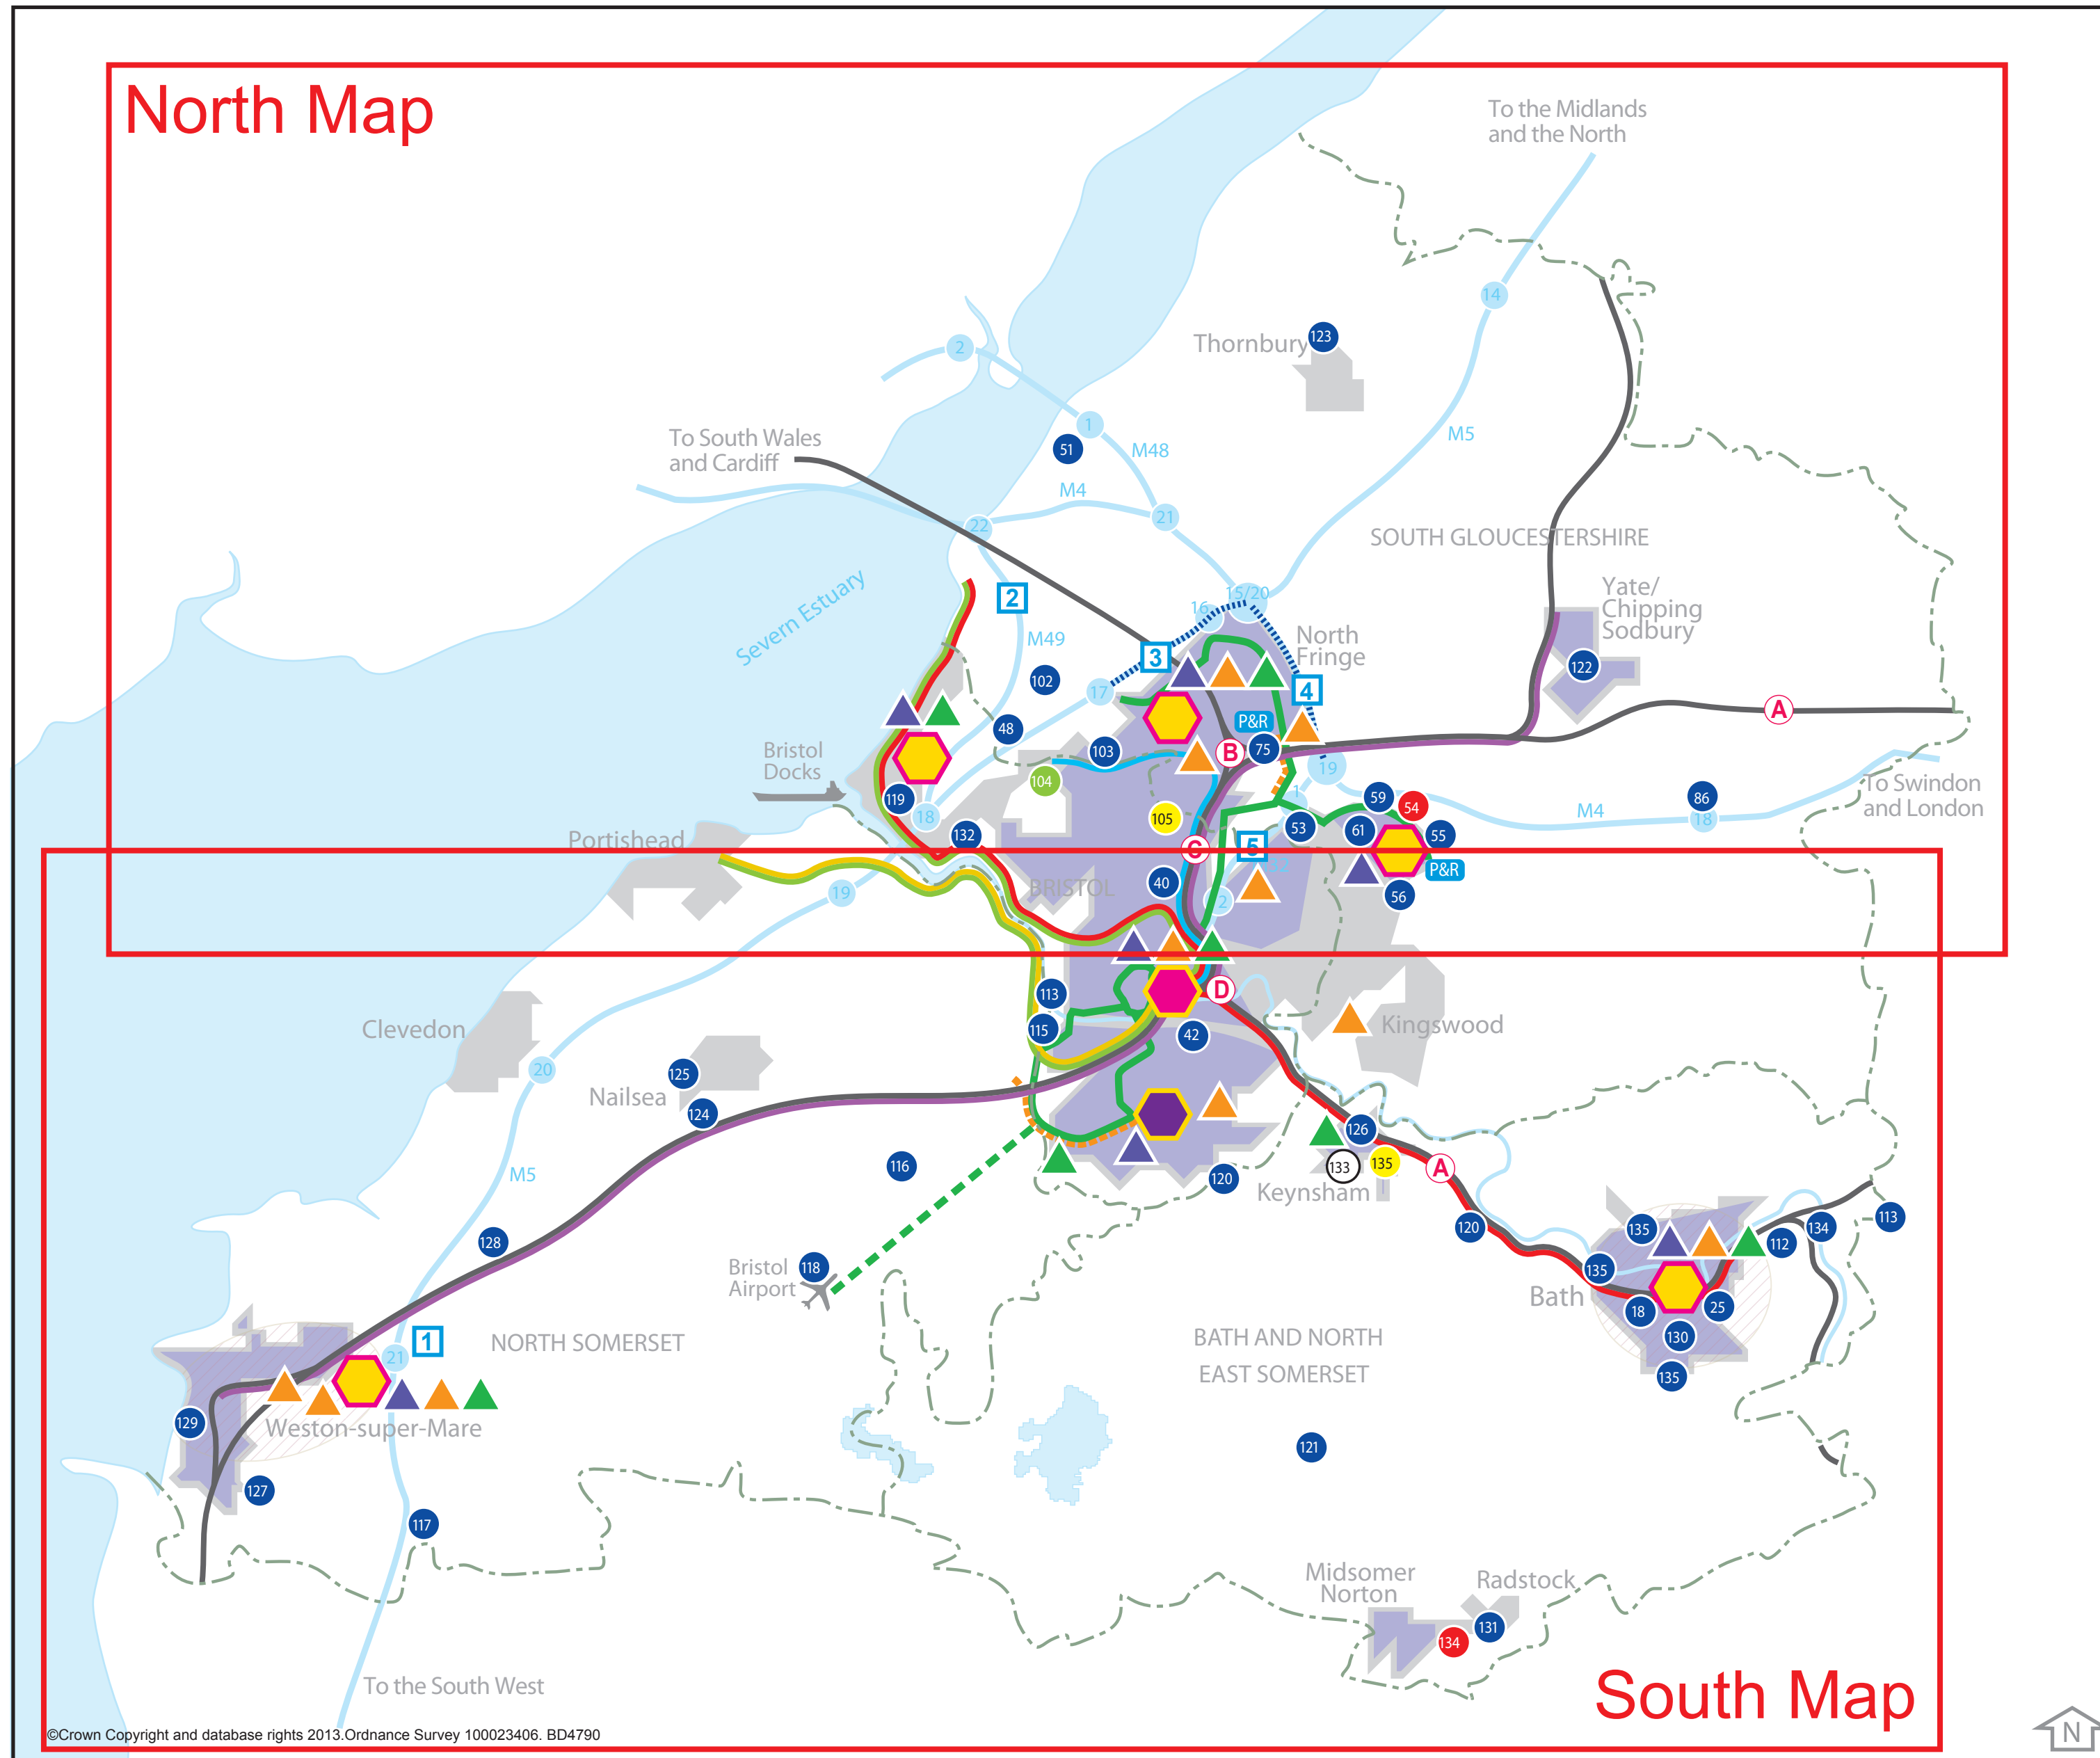 North Map
To the Midlands
and the North
14
Thornbury
123
2
1
51
M48
M5
To South Wales
and Cardiff
M4
22
21
SOUTH GLOUCESTERSHIRE
Severn Estuary
2
M49
16
15/20
North
Fringe
Yate/
Chipping
Sodbury
122
3
102
17
4
A
48
P&R
75
B
103
104
19
Bristol
Docks
119
18
132
105
1
53
59
54
61
55
M4
86
18
To Swindon
and London
Portishead
C
5
32
P&R
56
40
2
BRISTOL
19
113
D
115
42
Kingswood
Clevedon
20
Nailsea
125
124
M5
116
126
133
135
Keynsham
120
A
120
128
Bristol
Airport
118
135
112
134
113
135
Bath
18
25
130
135
1
21
NORTH SOMERSET
BATH AND NORTH
EAST SOMERSET
129
Weston-super-Mare
127
117
121
Midsomer
Norton
Radstock
131
134
To the South West
South Map
©Crown Copyright and database rights 2013.Ordnance Survey 100023406. BD4790
N